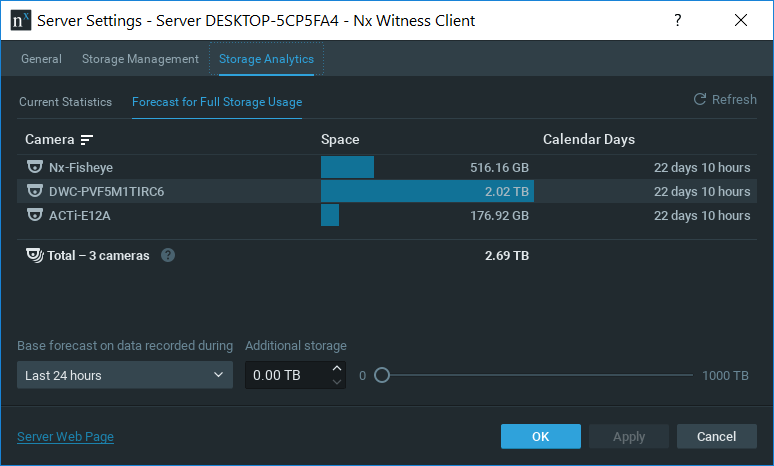 nx Server Settings - Server DESKTOP-5CP5FA4 - Nx Witness Client ?
General Storage Management Storage Analytics
Current Statistics Forecast for Full Storage Usage Refresh
Camera Space Calendar Days
Nx-Fisheye 516.16 GB 22 days 10 hours
DWC-PVF5M1TIRC6 2.02 TB 22 days 10 hours
ACTi-E12A 176.92 GB 22 days 10 hours
Total – 3 cameras ? 2.69 TB
Base forecast on data recorded during Additional storage
Last 24 hours 0.00 TB 0 1000 TB
Server Web Page OK Apply Cancel